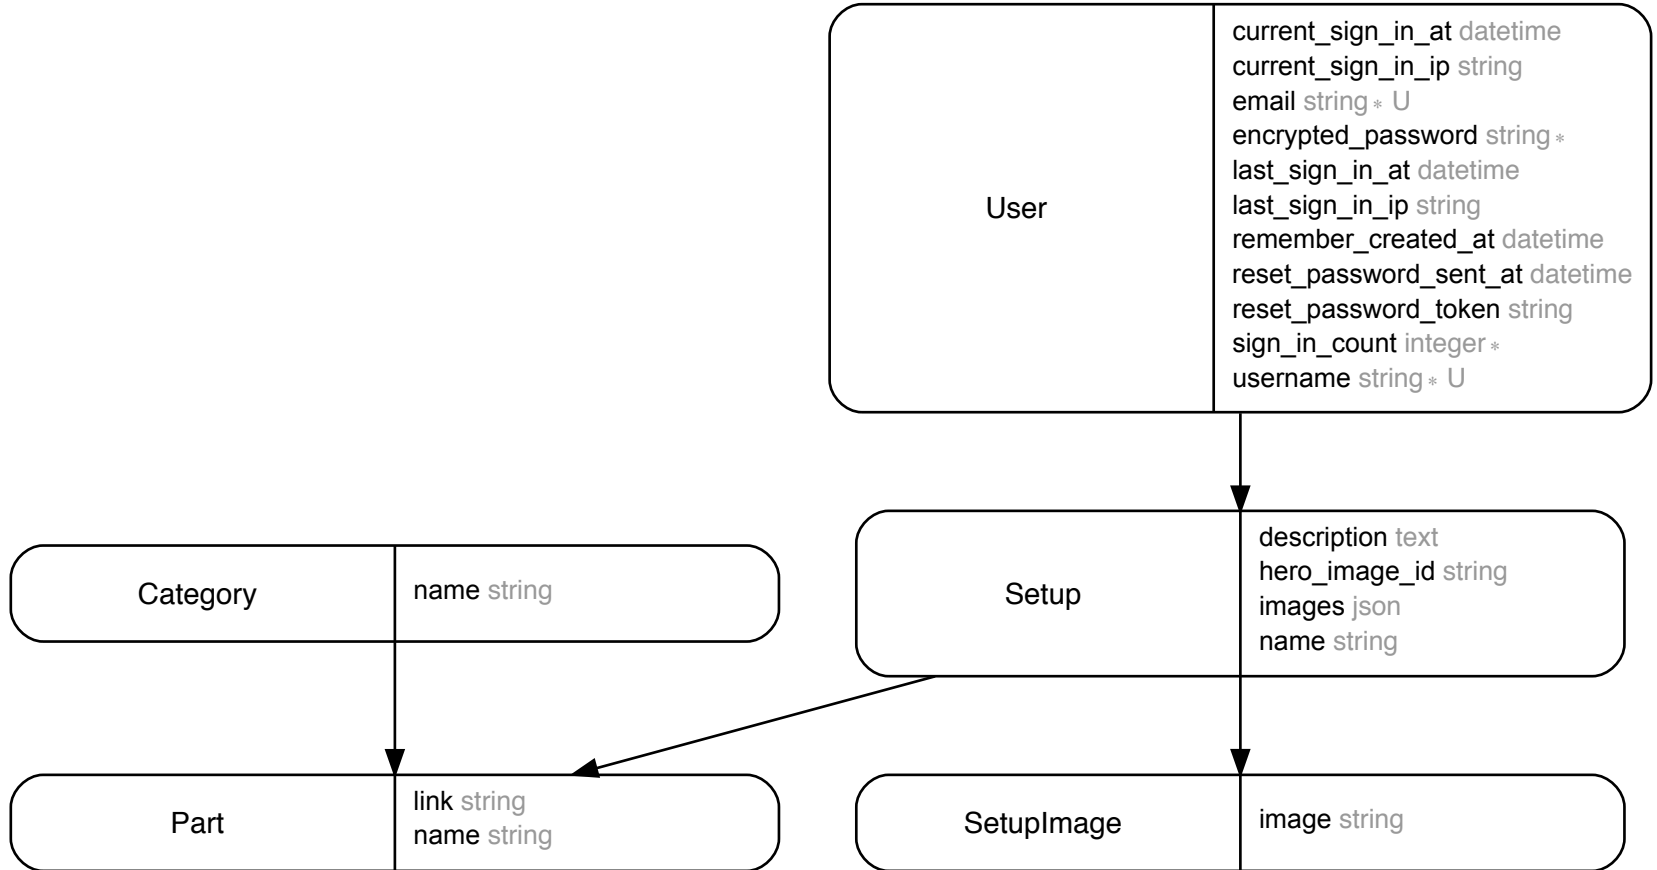 User
current_sign_in_at datetime
current_sign_in_ip string
email string * U
encrypted_password string *
last_sign_in_at datetime
last_sign_in_ip string
remember_created_at datetime
reset_password_sent_at datetime
reset_password_token string
sign_in_count integer *
username string * U
Category
name string
Setup
description text
hero_image_id string
images json
name string
Part
link string
name string
SetupImage
image string